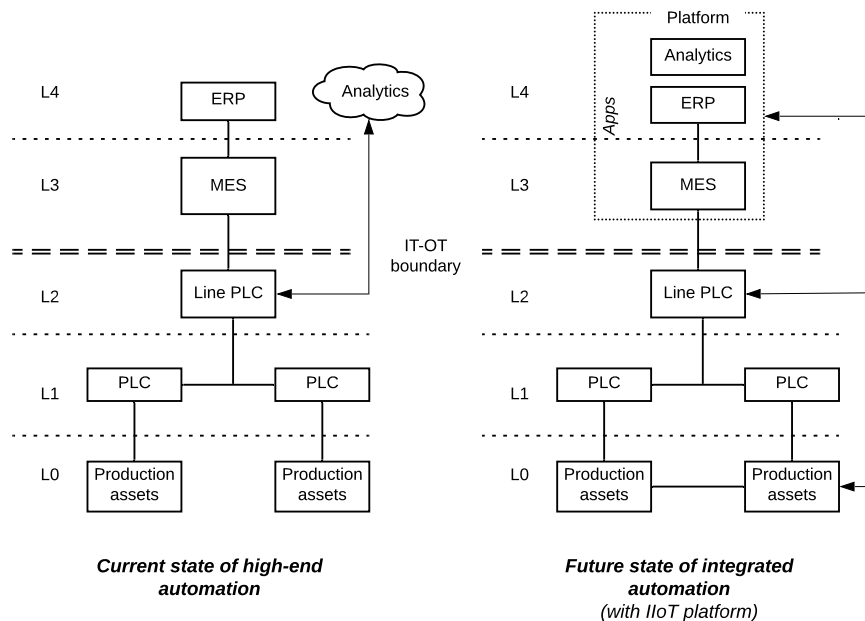 L4
ERP
Analytics
L3
MES
IT-OT
boundary
L2
Line PLC
L1
PLC
PLC
L0
Production
assets
Production
assets
Current state of high-end
automation
Platform
Analytics
L4
ERP
Apps
L3
MES
L2
Line PLC
L1
PLC
PLC
L0
Production
assets
Production
assets
Future state of integrated
automation
(with IIoT platform)